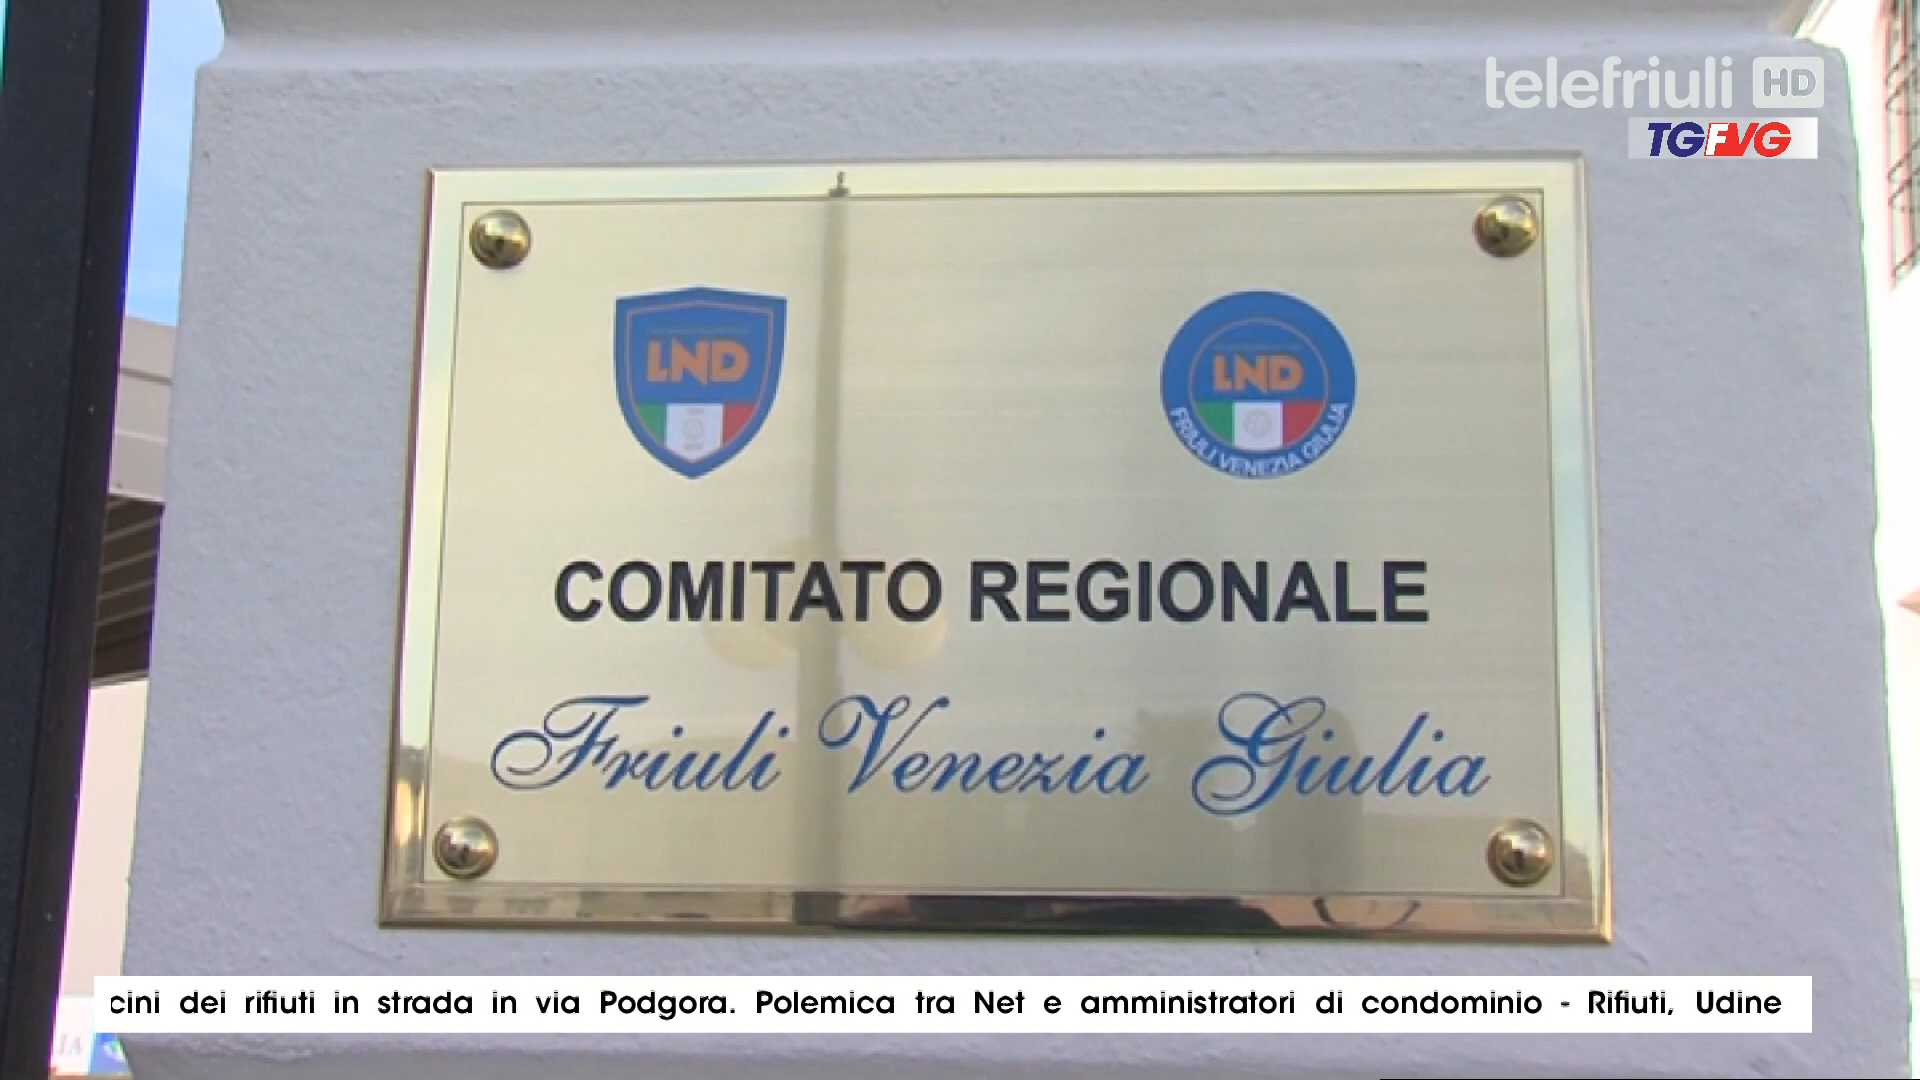 telefriuli HD
TGFVG
LND
LND
FRIULI VENEZIA GIULIA
COMITATO REGIONALE
Friuli Venezia Giulia
cini dei rifiuti in strada in via Podgora. Polemica tra Net e amministratori di condominio - Rifiuti, Udine